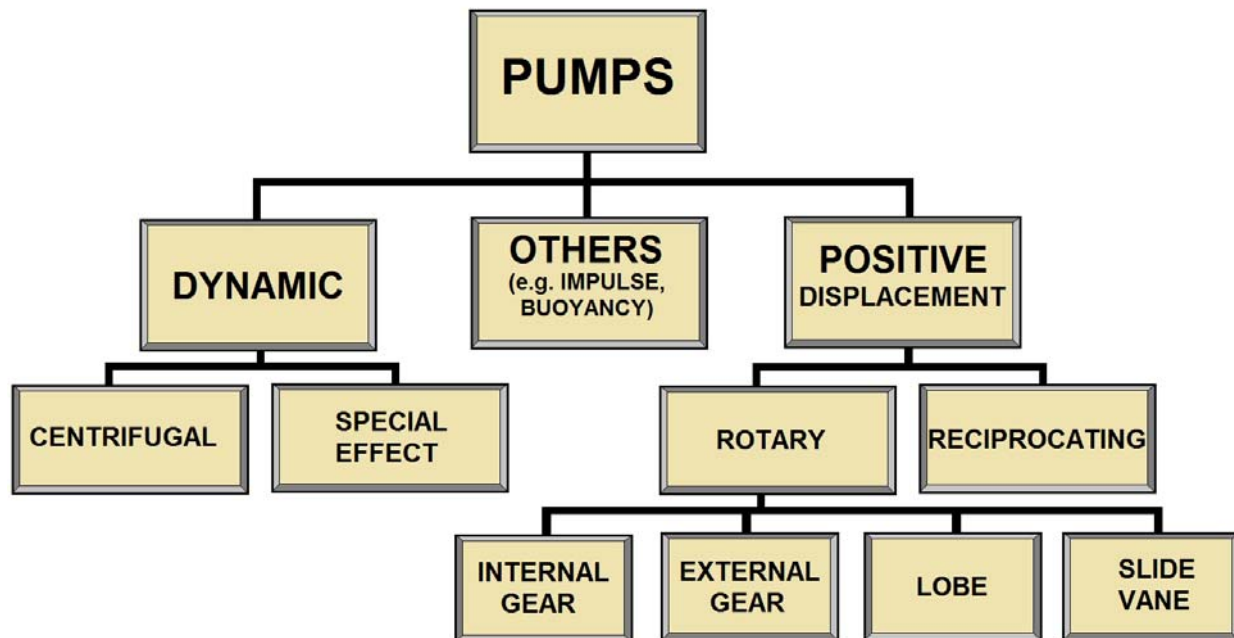 PUMPS
DYNAMIC
OTHERS
(e.g. IMPULSE,
BUOYANCY)
POSITIVE
DISPLACEMENT
CENTRIFUGAL
SPECIAL
EFFECT
ROTARY
RECIPROCATING
INTERNAL
GEAR
EXTERNAL
GEAR
LOBE
SLIDE
VANE